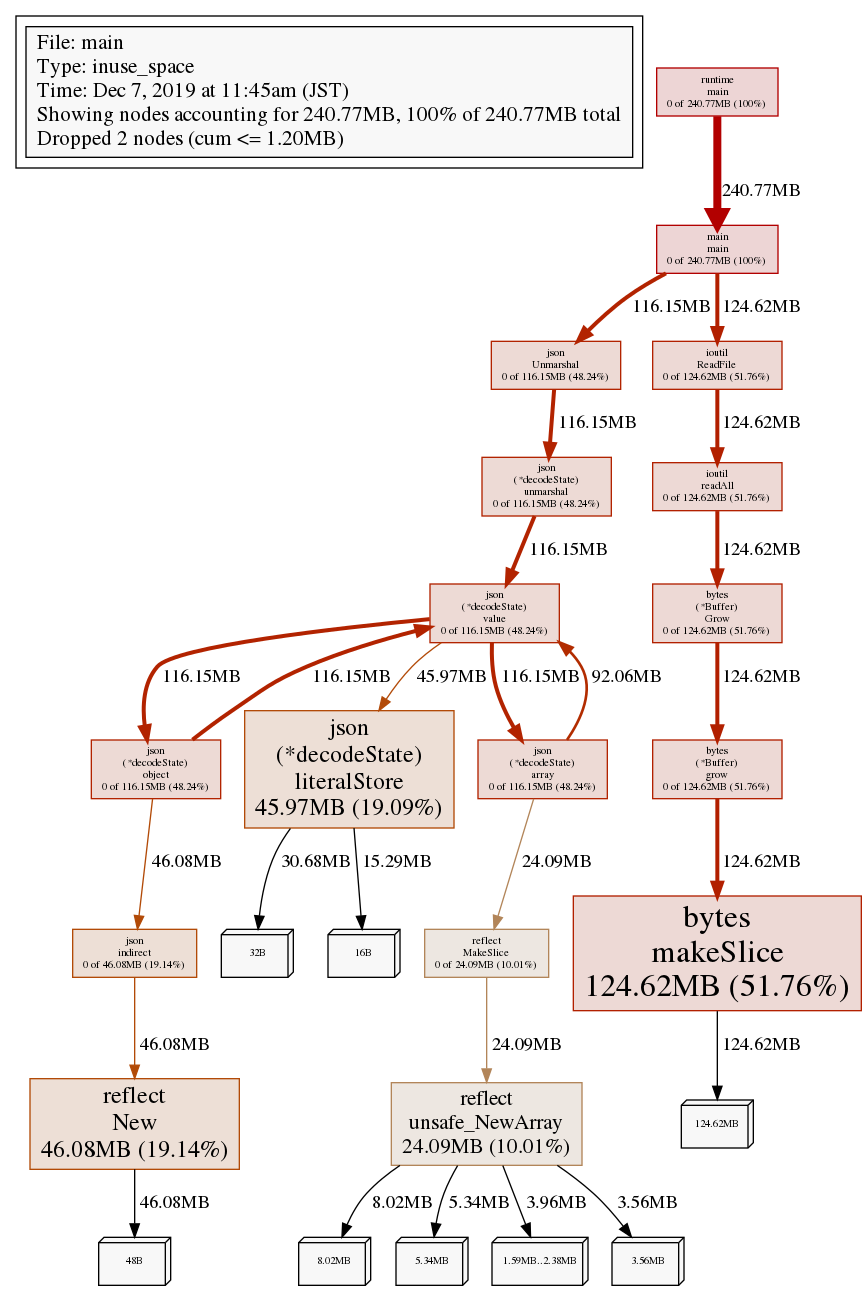 File: main
Type: inuse_space
Time: Dec 7, 2019 at 11:45am (JST)
Showing nodes accounting for 240.77MB, 100% of 240.77MB total
Dropped 2 nodes (cum <= 1.20MB)
runtime
main
0 of 240.77MB (100%)
240.77MB
main
main
0 of 240.77MB (100%)
116.15MB
124.62MB
json
Unmarshal
0 of 116.15MB (48.24%)
ioutil
ReadFile
0 of 124.62MB (51.76%)
116.15MB
124.62MB
json
(*decodeState)
unmarshal
0 of 116.15MB (48.24%)
ioutil
readAll
0 of 124.62MB (51.76%)
116.15MB
124.62MB
json
(*decodeState)
value
0 of 116.15MB (48.24%)
bytes
(*Buffer)
Grow
0 of 124.62MB (51.76%)
116.15MB
116.15MB
45.97MB
116.15MB
92.06MB
124.62MB
json
(*decodeState)
object
0 of 116.15MB (48.24%)
json
(*decodeState)
literalStore
45.97MB (19.09%)
json
(*decodeState)
array
0 of 116.15MB (48.24%)
bytes
(*Buffer)
grow
0 of 124.62MB (51.76%)
46.08MB
30.68MB
15.29MB
24.09MB
124.62MB
json
indirect
0 of 46.08MB (19.14%)
32B
16B
reflect
MakeSlice
0 of 24.09MB (10.01%)
bytes
makeSlice
124.62MB (51.76%)
46.08MB
24.09MB
124.62MB
reflect
New
46.08MB (19.14%)
reflect
unsafe_NewArray
24.09MB (10.01%)
124.62MB
46.08MB
8.02MB
5.34MB
3.96MB
3.56MB
48B
8.02MB
5.34MB
1.59MB..2.38MB
3.56MB